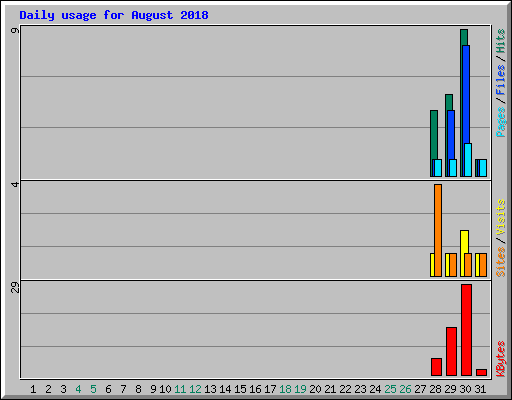 Daily usage for August 2018
9
4
29
Pages / Files / Hits
Sites / Visits
KBytes
1 2 3 4 5 6 7 8 9 10 11 12 13 14 15 16 17 18 19 20 21 22 23 24 25 26 27 28 29 30 31